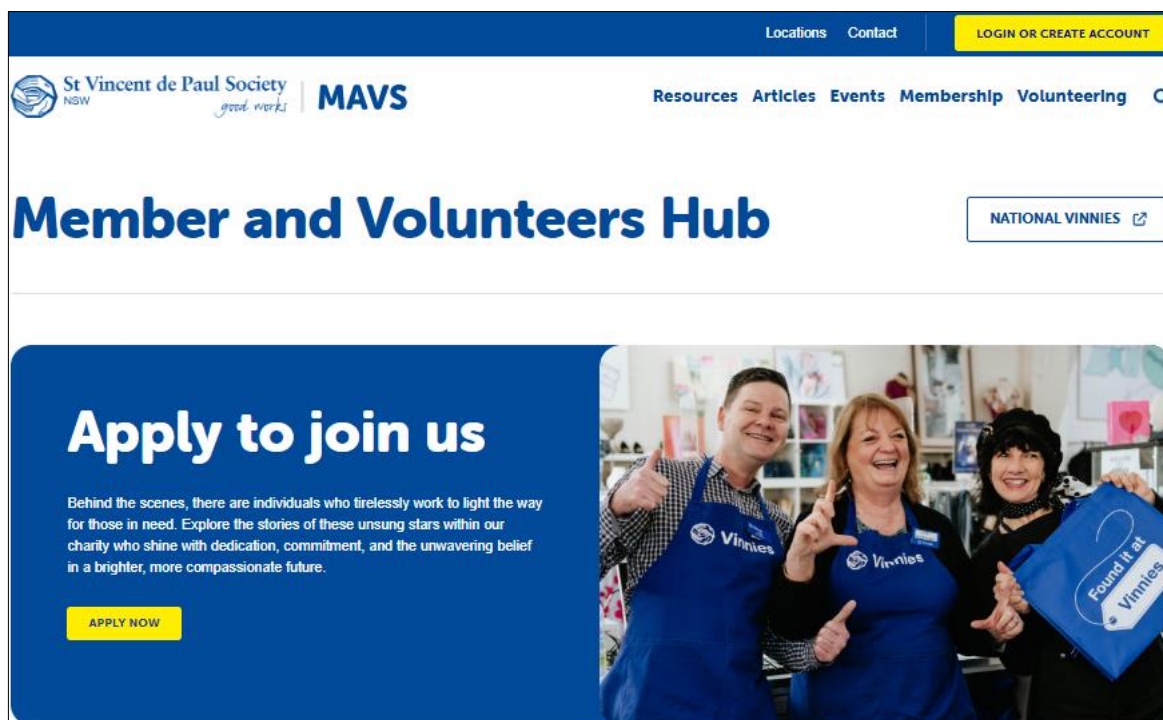 Locations Contact LOGIN OR CREATE ACCOUNT
St Vincent de Paul Society
NSW good works
MAVS
Resources Articles Events Membership Volunteering
Member and Volunteers Hub
NATIONAL VINNIES
Apply to join us
Behind the scenes, there are individuals who tirelessly work to light the way
for those in need. Explore the stories of these unsung stars within our
charity who shine with dedication, commitment, and the unwavering belief
in a brighter, more compassionate future.
APPLY NOW
Vinnies
Vinnies
Found it at
Vinnies